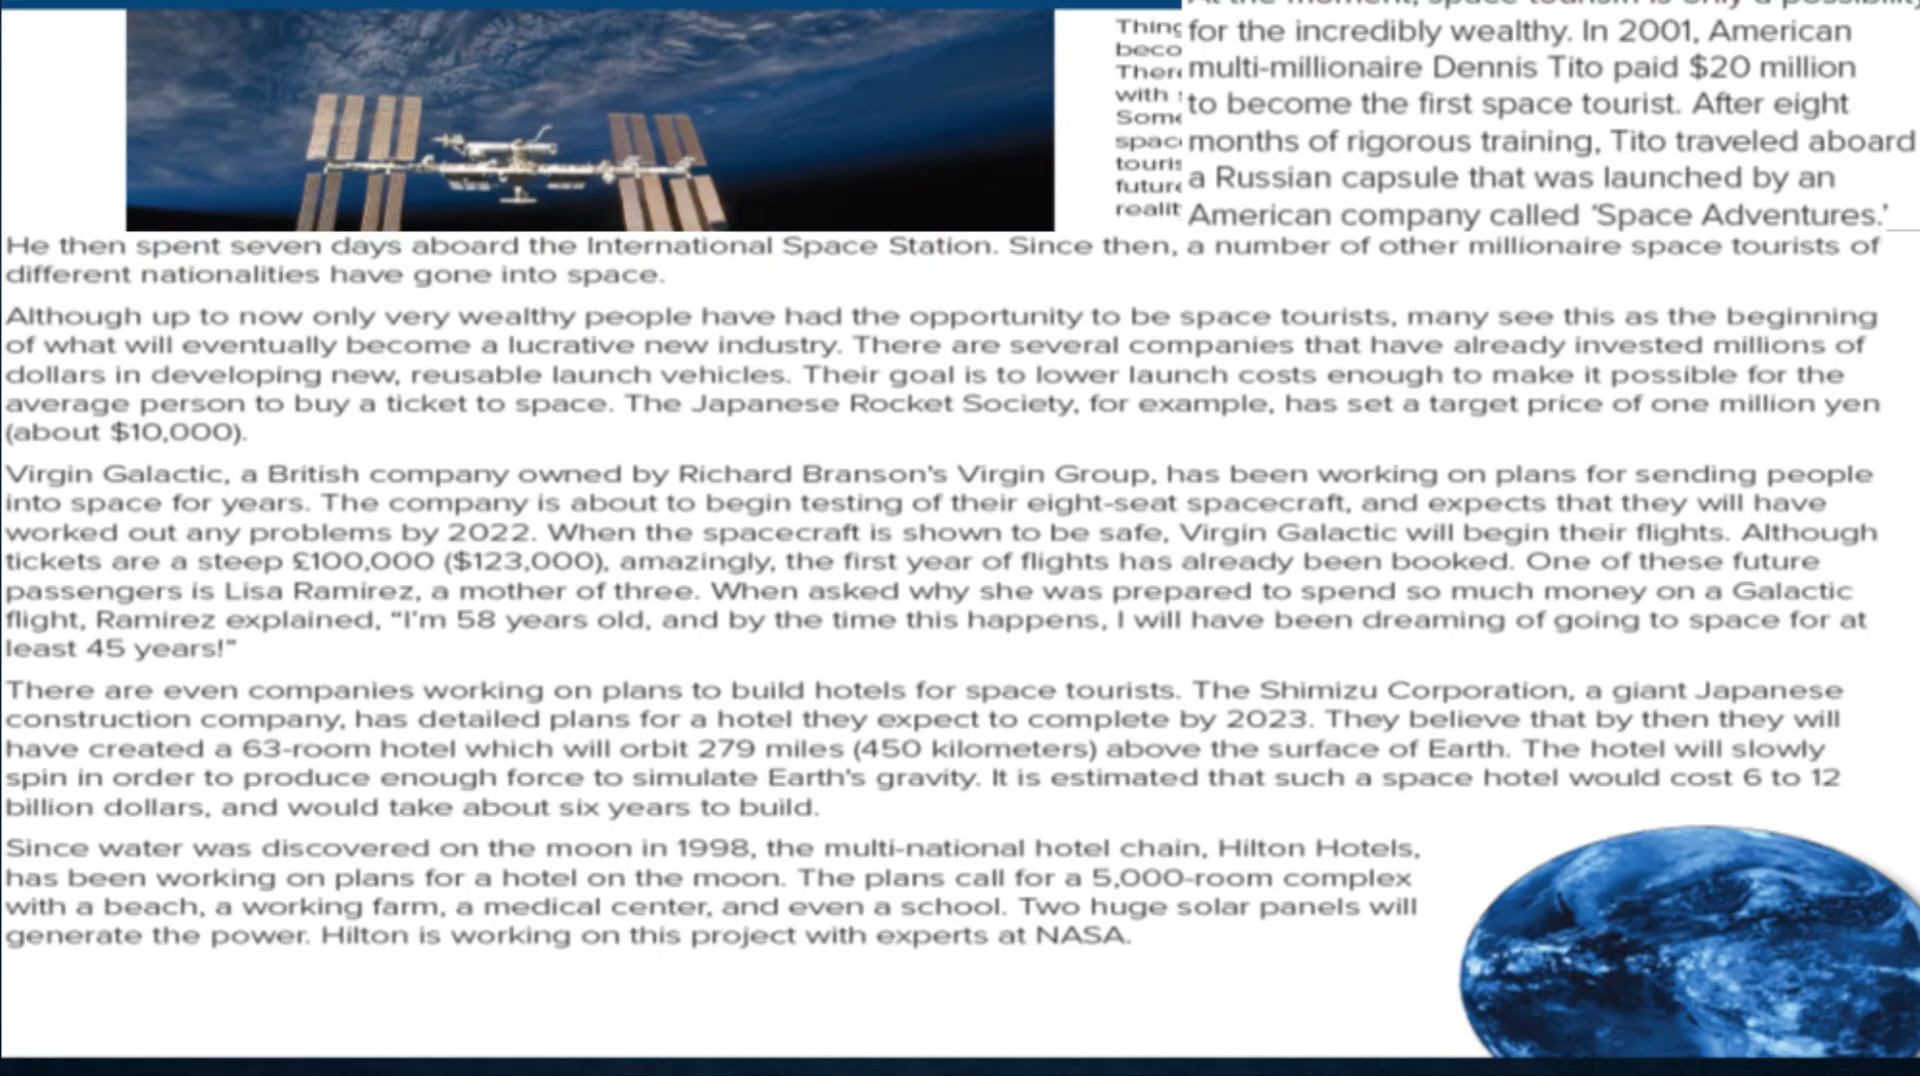 for the incredibly wealthy. In 2001, American
multi-millionaire Dennis Tito paid $20 million
to become the first space tourist. After eight
months of rigorous training, Tito traveled aboard
a Russian capsule that was launched by an
American company called ‘Space Adventures.’
with
He then spent seven days aboard the International Space Station. Since then, a number of other millionaire space tourists of
different nationalities have gone into space.
Although up to now only very wealthy people have had the opportunity to be space tourists, many see this as the beginning
of what will eventually become a lucrative new industry. There are several companies that have already invested millions of
dollars in developing new, reusable launch vehicles. Their goal is to lower launch costs enough to make it possible for the
average person to buy a ticket to space. The Japanese Rocket Society, for example, has set a target price of one million yen
(about $10,000).
Virgin Galactic, a British company owned by Richard Branson's Virgin Group, has been working on plans for sending people
into space for years. The company is about to begin testing of their eight-seat spacecraft, and expects that they will have
worked out any problems by 2022. When the spacecraft is shown to be safe, Virgin Galactic will begin their flights. Although
tickets are a steep £100,000 ($123,000), amazingly, the first year of flights has already been booked. One of these future
passengers is Lisa Ramirez, a mother of three. When asked why she was prepared to spend so much money on a Galactic
flight, Ramirez explained, “I'm 58 years old, and by the time this happens, I will have been dreaming of going to space for at
least 45 years!”
There are even companies working on plans to build hotels for space tourists. The Shimizu Corporation, a giant Japanese
construction company, has detailed plans for a hotel they expect to complete by 2023. They believe that by then they will
have created a 63-room hotel which will orbit 279 miles (450 kilometers) above the surface of Earth. The hotel will slowly
spin in order to produce enough force to simulate Earth's gravity. It is estimated that such a space hotel would cost 6 to 12
billion dollars, and would take about six years to build.
Since water was discovered on the moon in 1998, the multi-national hotel chain, Hilton Hotels,
has been working on plans for a hotel on the moon. The plans call for a 5,000-room complex
with a beach, a working farm, a medical center, and even a school. Two huge solar panels will
generate the power. Hilton is working on this project with experts at NASA.